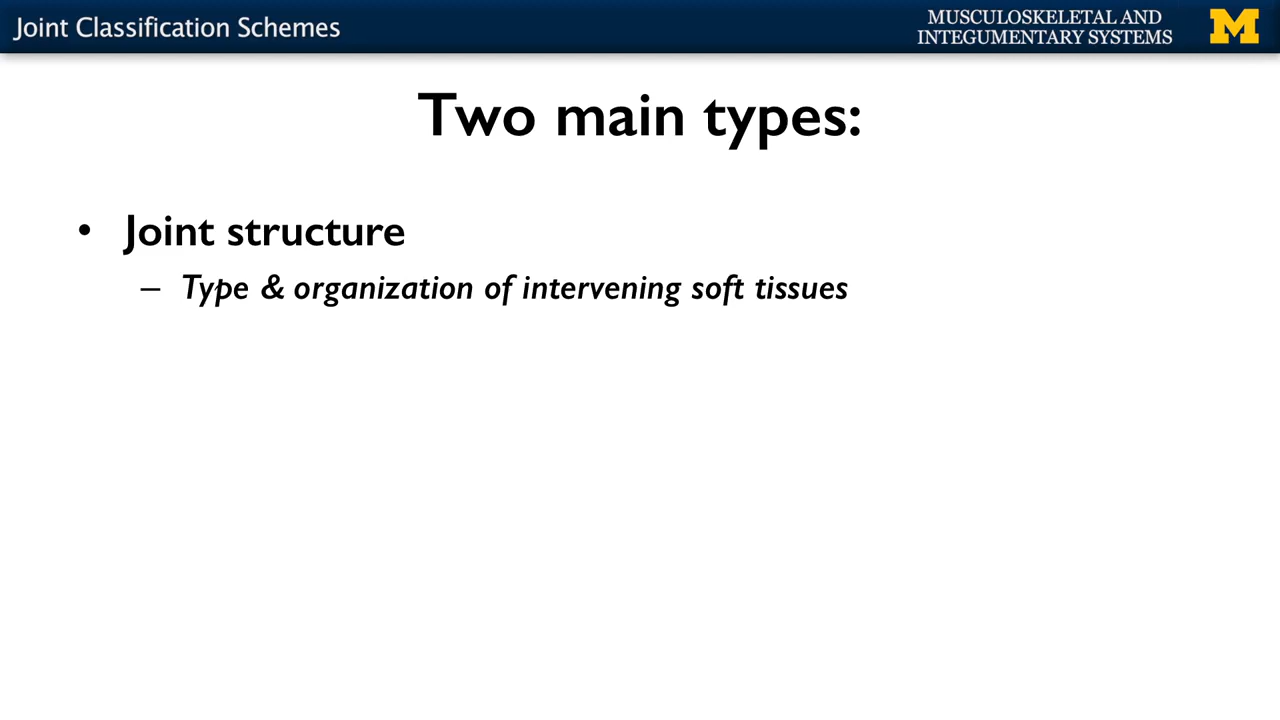 Joint Classification Schemes
MUSCULOSKELETAL AND
INTEGUMENTARY SYSTEMS
M
Two main types:
• Joint structure
– Type & organization of intervening soft tissues